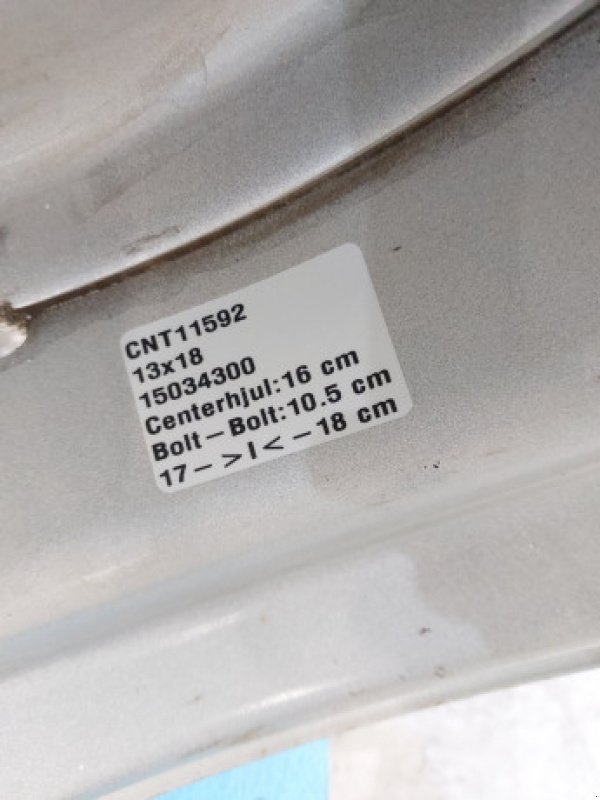 CNT11592
13x18
15034300
Centerhjul:16 cm
Bolt-Bolt:10.5 cm
17->I<-18 cm